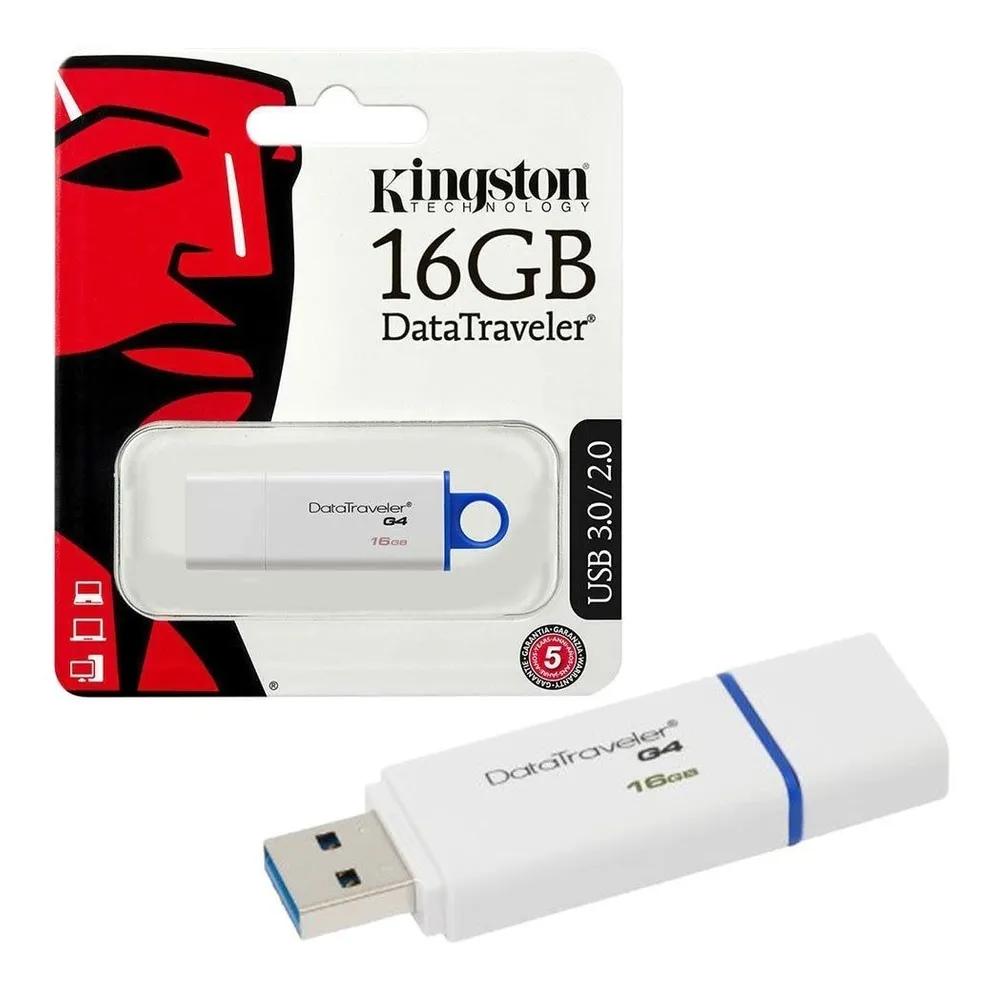 Kingston®
TECHNOLOGY
16GB
DataTraveler®
DataTraveler®
G4
16GB
USB 3.0 / 2.0
5
®
DataTraveler®
G4
16GB